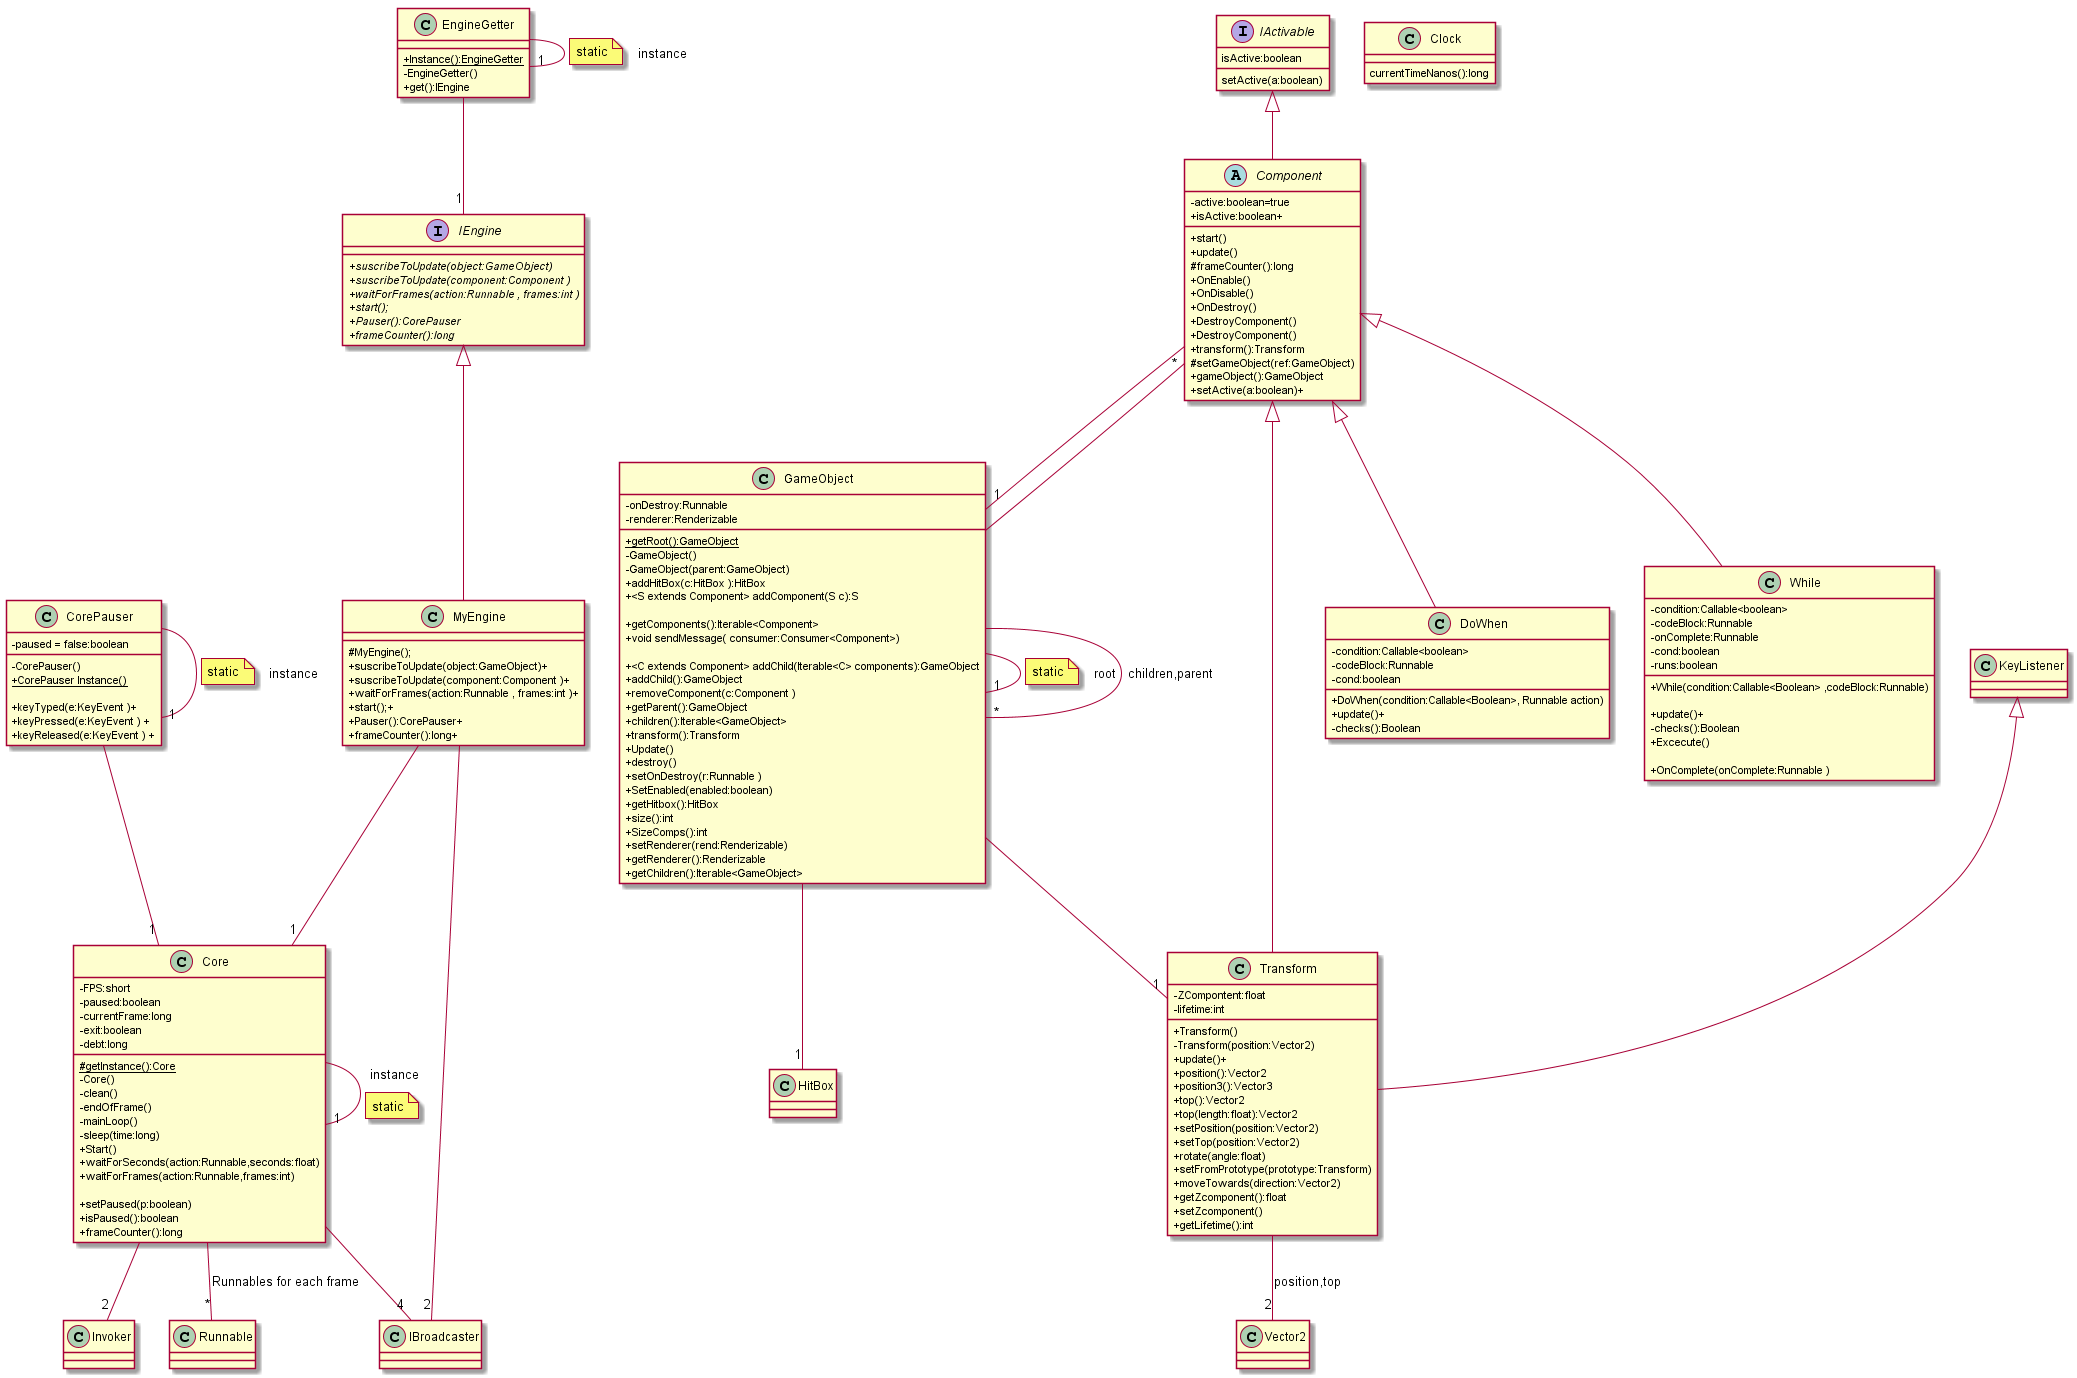 C EngineGetter
+Instance():EngineGetter
-EngineGetter()
+get():IEngine
1
static
instance
1
I IEngine
+suscribeToUpdate(object:GameObject)
+suscribeToUpdate(component:Component )
+waitForFrames(action:Runnable , frames:int )
+start();
+Pauser():CorePauser
+frameCounter():long
I IActivable
isActive:boolean
setActive(a:boolean)
C Clock
currentTimeNanos():long
A Component
-active:boolean=true
+isActive:boolean+
+start()
+update()
#frameCounter():long
+OnEnable()
+OnDisable()
+OnDestroy()
+DestroyComponent()
+DestroyComponent()
+transform():Transform
#setGameObject(ref:GameObject)
+gameObject():GameObject
+setActive(a:boolean)+
*
1
C GameObject
-onDestroy:Runnable
-renderer:Renderizable
+getRoot():GameObject
-GameObject()
-GameObject(parent:GameObject)
+addHitBox(c:HitBox ):HitBox
+<S extends Component> addComponent(S c):S
+getComponents():Iterable<Component>
+void sendMessage( consumer:Consumer<Component>)
+<C extends Component> addChild(Iterable<C> components):GameObject
+addChild():GameObject
+removeComponent(c:Component )
+getParent():GameObject
+children():Iterable<GameObject>
+transform():Transform
+Update()
+destroy()
+setOnDestroy(r:Runnable )
+SetEnabled(enabled:boolean)
+getHitbox():HitBox
+size():int
+SizeComps():int
+setRenderer(rend:Renderizable)
+getRenderer():Renderizable
+getChildren():Iterable<GameObject>
1
static
root
children,parent
*
C CorePauser
-paused = false:boolean
-CorePauser()
+CorePauser Instance()
+keyTyped(e:KeyEvent )+
+keyPressed(e:KeyEvent ) +
+keyReleased(e:KeyEvent ) +
1
static
instance
C MyEngine
#MyEngine();
+suscribeToUpdate(object:GameObject)+
+suscribeToUpdate(component:Component )+
+waitForFrames(action:Runnable , frames:int )+
+start();+
+Pauser():CorePauser+
+frameCounter():long+
C DoWhen
-condition:Callable<boolean>
-codeBlock:Runnable
-cond:boolean
+DoWhen(condition:Callable<Boolean>, Runnable action)
+update()+
-checks():Boolean
C While
-condition:Callable<boolean>
-codeBlock:Runnable
-onComplete:Runnable
-cond:boolean
-runs:boolean
+While(condition:Callable<Boolean> ,codeBlock:Runnable)
+update()+
-checks():Boolean
+Excecute()
+OnComplete(onComplete:Runnable )
C KeyListener
1
1
C Core
-FPS:short
-paused:boolean
-currentFrame:long
-exit:boolean
-debt:long
#getInstance():Core
-Core()
-clean()
-endOfFrame()
-mainLoop()
-sleep(time:long)
+Start()
+waitForSeconds(action:Runnable,seconds:float)
+waitForFrames(action:Runnable,frames:int)
+setPaused(p:boolean)
+isPaused():boolean
+frameCounter():long
instance
1
static
1
C HitBox
1
C Transform
-ZCompontent:float
-lifetime:int
+Transform()
-Transform(position:Vector2)
+update()+
+position():Vector2
+position3():Vector3
+top():Vector2
+top(length:float):Vector2
+setPosition(position:Vector2)
+setTop(position:Vector2)
+rotate(angle:float)
+setFromPrototype(prototype:Transform)
+moveTowards(direction:Vector2)
+getZcomponent():float
+setZcomponent()
+getLifetime():int
Runnables for each frame
position,top
2
*
4
2
2
C Invoker
C Runnable
C IBroadcaster
C Vector2